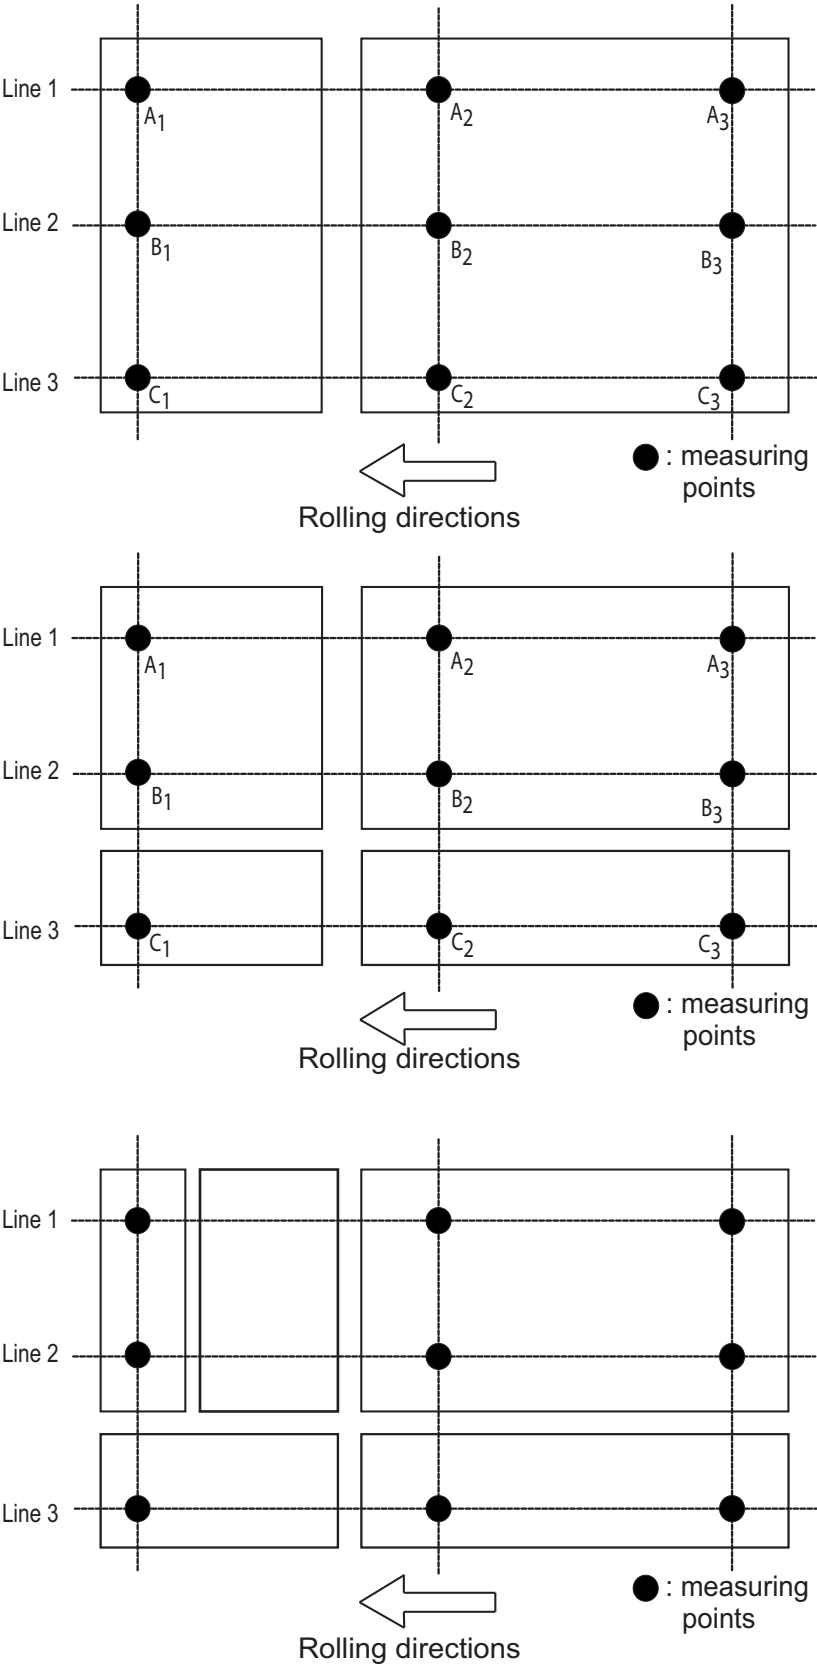 Line 1
A1
A2
A3
Line 2
B1
B2
B3
Line 3
C1
C2
C3
: measuring
points
Rolling directions
Line 1
A1
A2
A3
Line 2
B1
B2
B3
Line 3
C1
C2
C3
: measuring
points
Rolling directions
Line 1
Line 2
Line 3
: measuring
points
Rolling directions